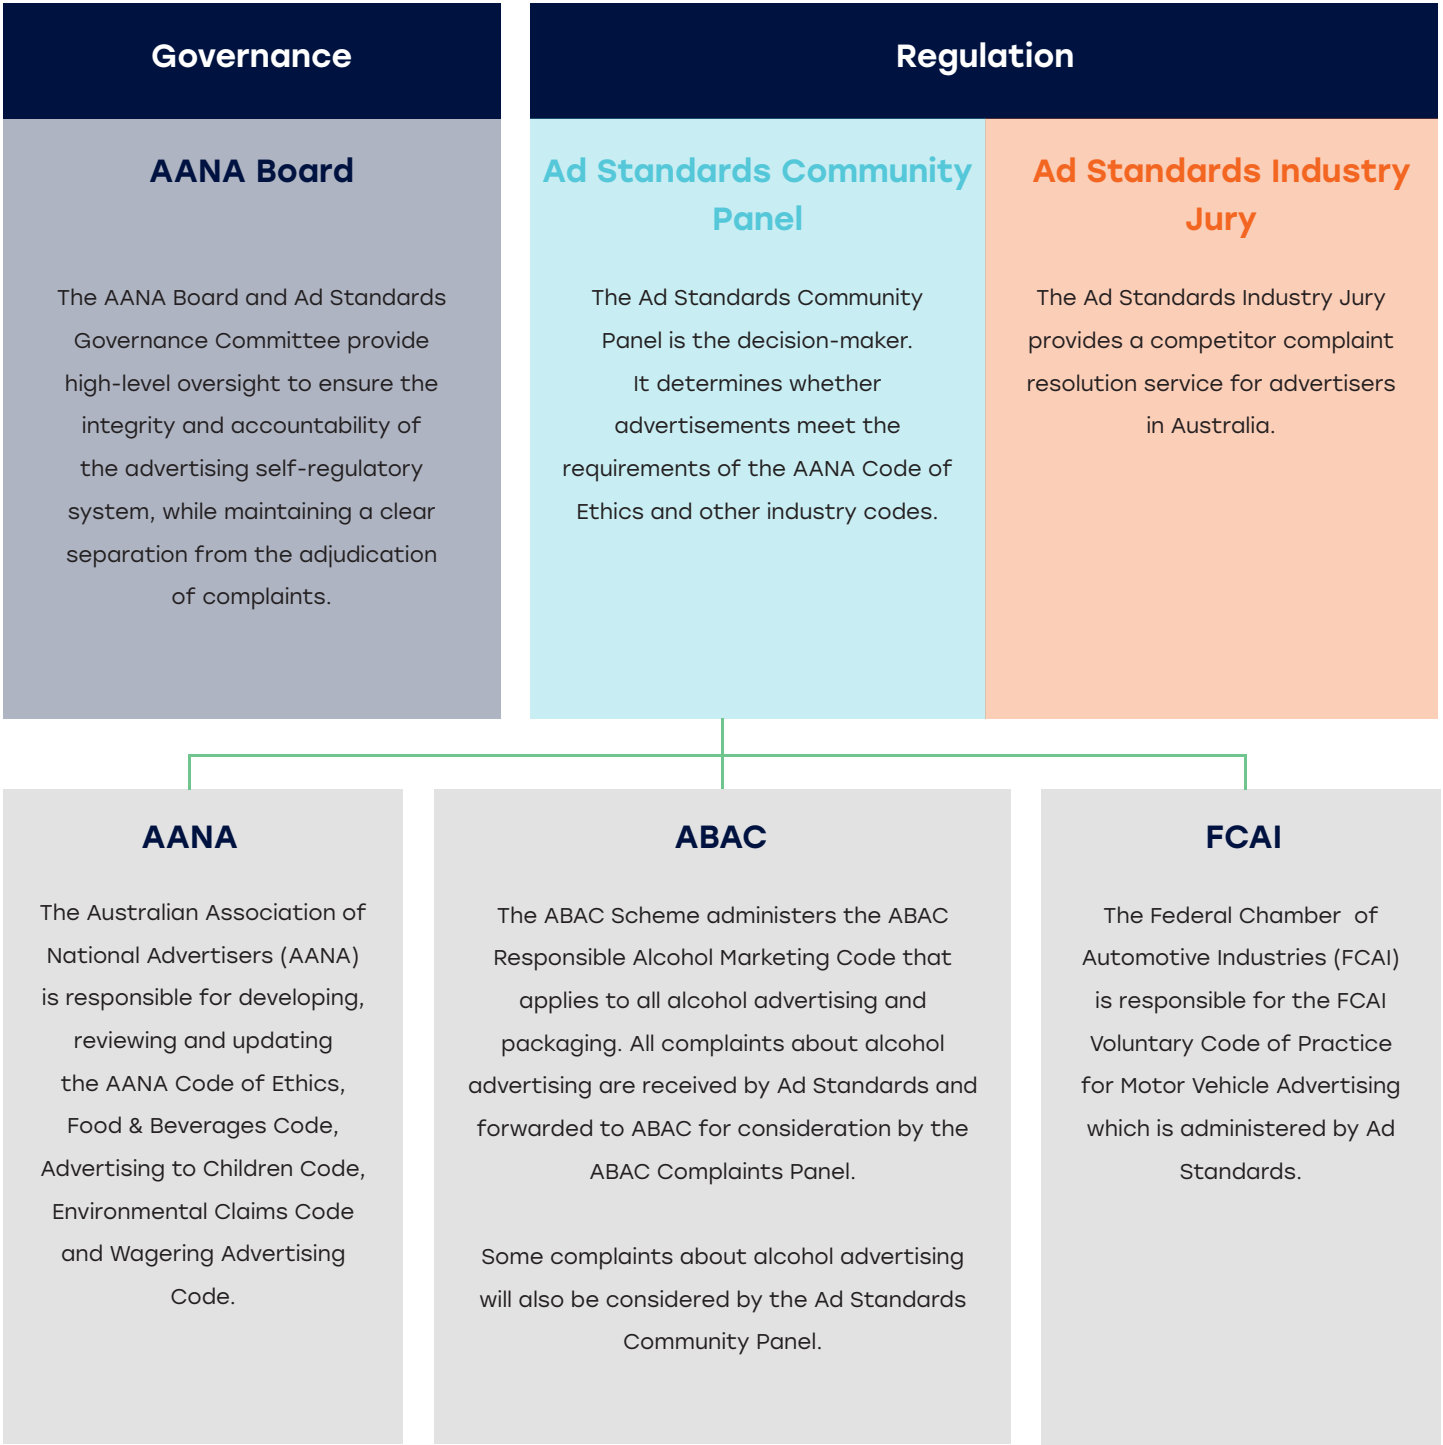 Governance
AANA Board
The AANA Board and Ad Standards
Governance Committee provide
high-level oversight to ensure the
integrity and accountability of
the advertising self-regulatory
system, while maintaining a clear
separation from the adjudication
of complaints.
Regulation
Ad Standards Community
Panel
The Ad Standards Community
Panel is the decision-maker.
It determines whether
advertisements meet the
requirements of the AANA Code of
Ethics and other industry codes.
Ad Standards Industry
Jury
The Ad Standards Industry Jury
provides a competitor complaint
resolution service for advertisers
in Australia.
AANA
The Australian Association of
National Advertisers (AANA)
is responsible for developing,
reviewing and updating
the AANA Code of Ethics,
Food & Beverages Code,
Advertising to Children Code,
Environmental Claims Code
and Wagering Advertising
Code.
ABAC
The ABAC Scheme administers the ABAC
Responsible Alcohol Marketing Code that
applies to all alcohol advertising and
packaging. All complaints about alcohol
advertising are received by Ad Standards and
forwarded to ABAC for consideration by the
ABAC Complaints Panel.
Some complaints about alcohol advertising
will also be considered by the Ad Standards
Community Panel.
FCAI
The Federal Chamber  of
Automotive Industries (FCAI)
is responsible for the FCAI
Voluntary Code of Practice
for Motor Vehicle Advertising
which is administered by Ad
Standards.